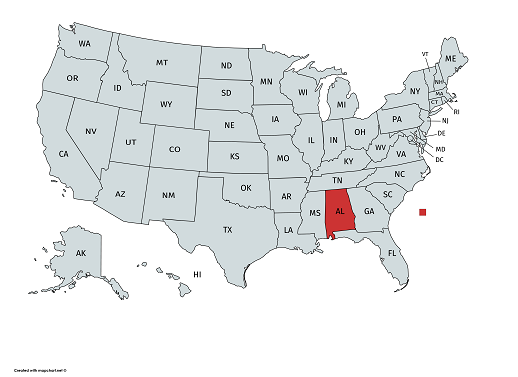 WA
MT
ND
MN
ME
VT
NH
OR
ID
SD
WI
MI
NY
MA
CT
RI
WY
IA
NE
PA
NJ
NV
UT
CO
IL
IN
OH
DE
MD
DC
CA
KS
MO
KY
WV
VA
AZ
NM
OK
AR
TN
NC
SC
TX
LA
MS
AL
GA
FL
AK
HI
Created with mapchart.net ©